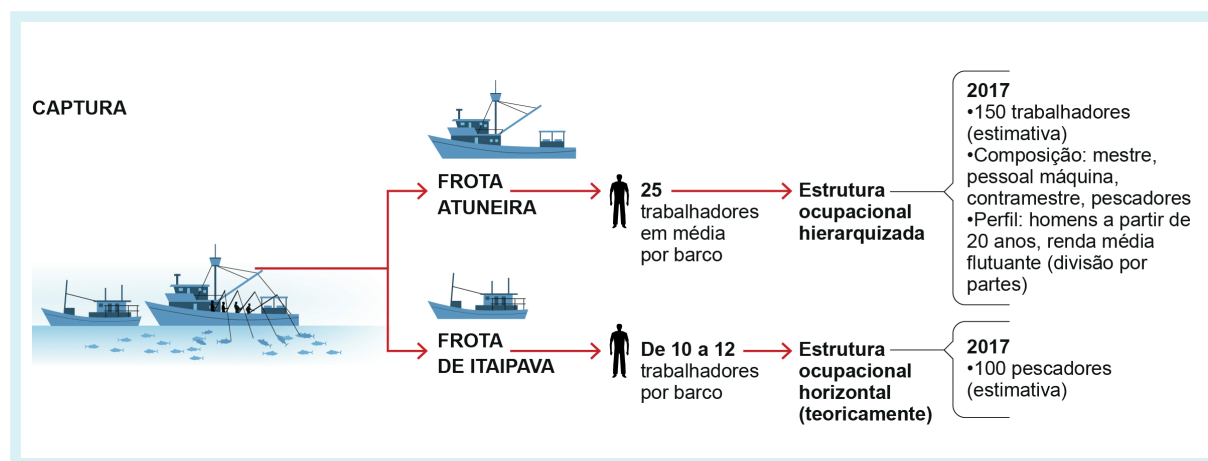 CAPTURA
FROTA
ATUNEIRA
25
trabalhadores
em média
por barco
Estrutura
ocupacional
hierarquizada
2017
•150 trabalhadores
(estimativa)
•Composição: mestre,
pessoal máquina,
contramestre, pescadores
•Perfil: homens a partir de
20 anos, renda média
flutuante (divisão por
partes)
FROTA
DE ITAIPAVA
De 10 a 12
trabalhadores
por barco
Estrutura
ocupacional
horizontal
(teoricamente)
2017
•100 pescadores
(estimativa)